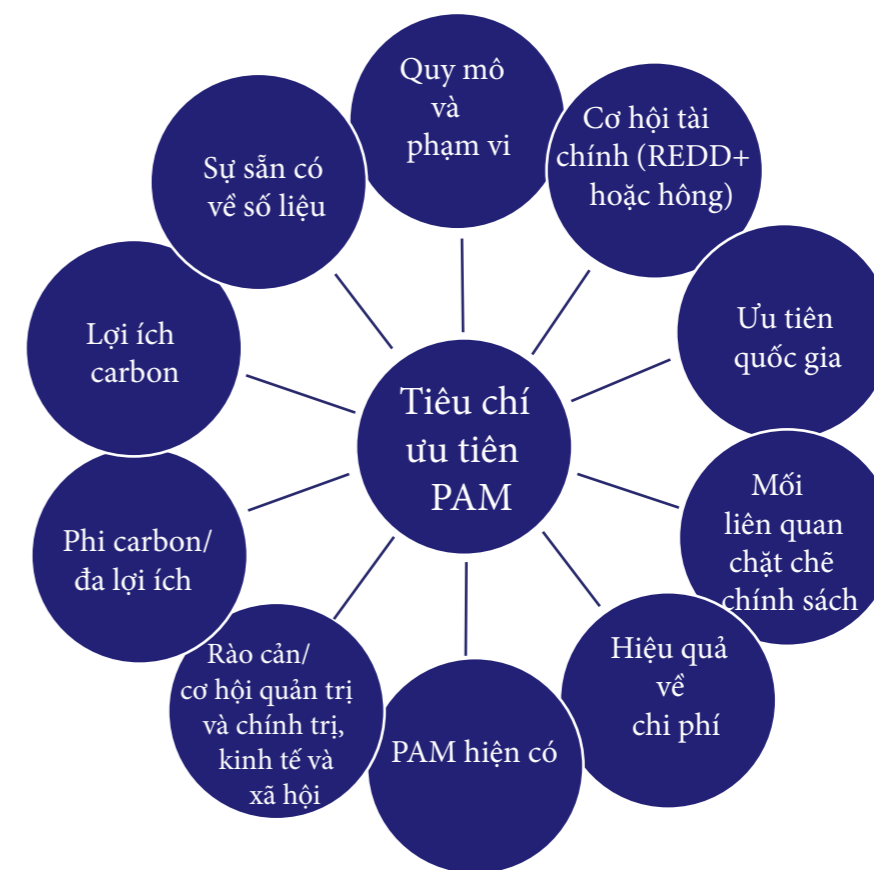 Quy mô
và
phạm vi
Cơ hội tài
chính (REDD+
hoặc hông)
Ưu tiên
quốc gia
Mối
liên quan
chặt chẽ
chính sách
Hiệu quả
về
chi phí
PAM hiện có
Rào cản/
cơ hội quản trị
và chính trị,
kinh tế và
xã hội
Phi carbon/
đa lợi ích
Lợi ích
carbon
Sự sẵn có
về số liệu
Tiêu chí
ưu tiên
PAM